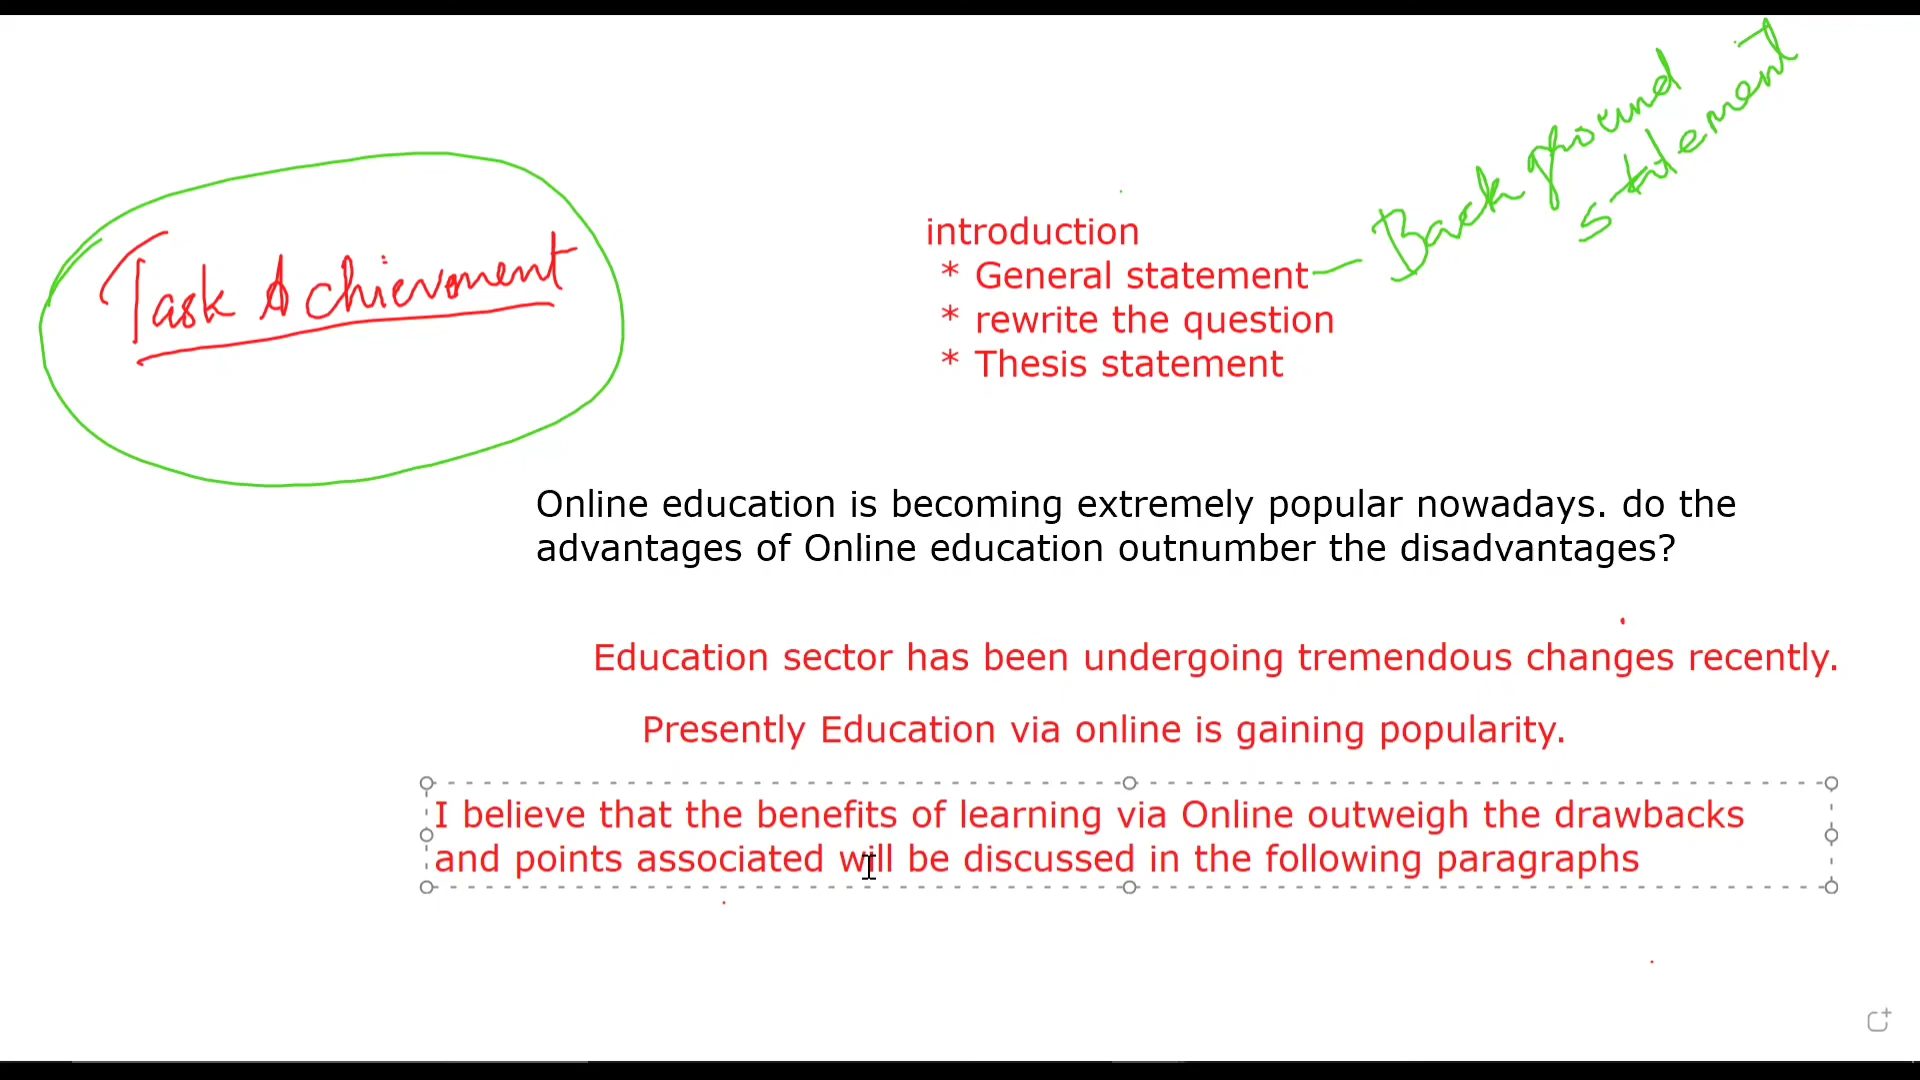 Task Achievement
introduction
* General statement
* rewrite the question
* Thesis statement
Back ground
statement
Online education is becoming extremely popular nowadays. do the
advantages of Online education outnumber the disadvantages?
Education sector has been undergoing tremendous changes recently.
Presently Education via online is gaining popularity.
I believe that the benefits of learning via Online outweigh the drawbacks
and points associated will be discussed in the following paragraphs